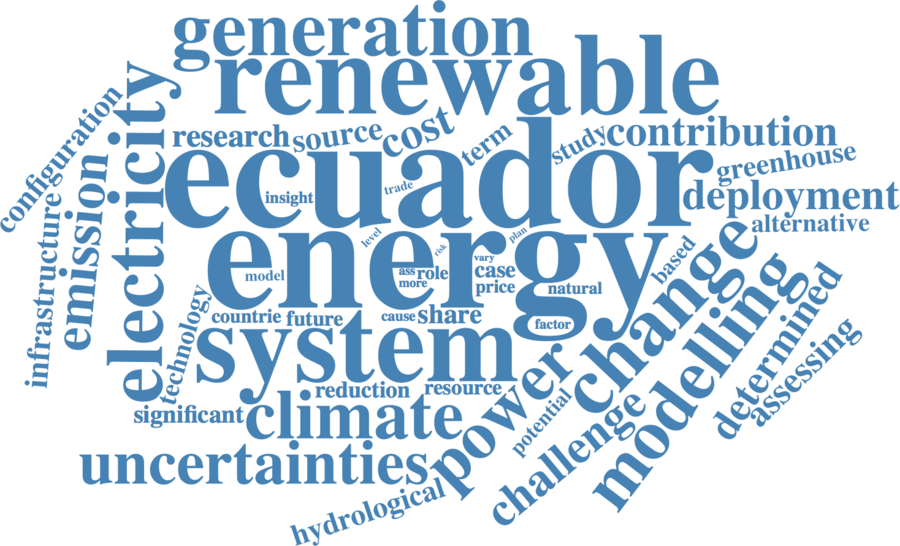 generation
renewable
configuration
electricity
research
source
cost
term
study
contribution
greenhouse
ecuador
insight
trade
deployment
alternative
infrastructure
emission
energy
level
risk
plan
vary
model
ass
role
more
case
price
natural
based
change
modelling
technology
countrie
future
cause
share
factor
system
determined
assessing
reduction
resource
power
potential
significant
climate
challenge
uncertainties
hydrological